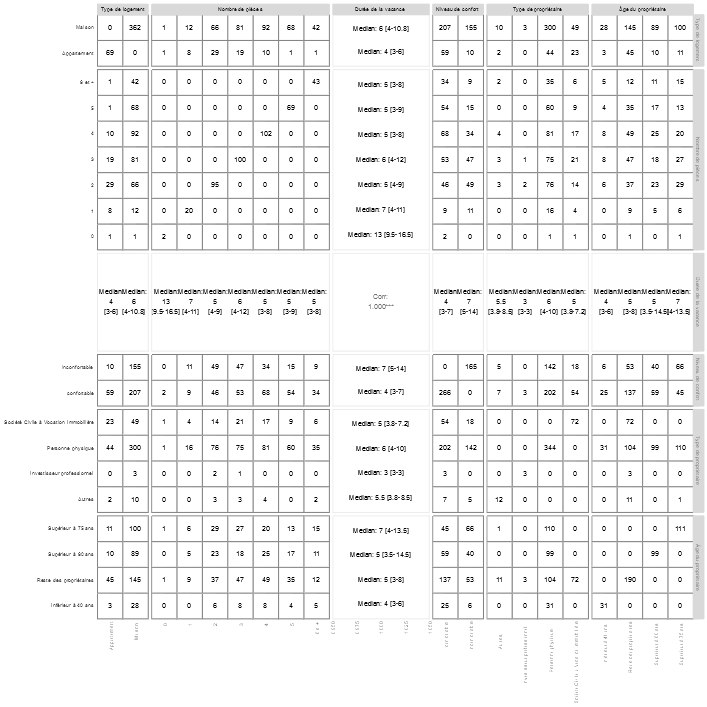 Type de logement Nombre de pièces Durée de la vacance Niveau de confort Type de propriétaire Âge du propriétaire
Maison 0 362 1 12 66 81 92 68 42 Median: 6 [4-10.8] 207 155 10 3 300 49 28 145 89 100
Appartement 69 0 1 8 29 19 10 1 1 Median: 4 [3-6] 59 10 2 0 44 23 3 45 10 11
Type de logement
6 et + 1 42 0 0 0 0 0 0 43 Median: 5 [3-8] 34 9 2 0 35 6 5 12 11 15
5 1 68 0 0 0 0 0 69 0 Median: 5 [3-9] 54 15 0 0 60 9 4 35 17 13
4 10 92 0 0 0 0 102 0 0 Median: 5 [3-8] 68 34 4 0 81 17 8 49 25 20
3 19 81 0 0 0 100 0 0 0 Median: 6 [4-12] 53 47 3 1 75 21 8 47 18 27
2 29 66 0 0 95 0 0 0 0 Median: 5 [4-9] 46 49 3 2 76 14 6 37 23 29
1 8 12 0 20 0 0 0 0 0 Median: 7 [4-11] 9 11 0 0 16 4 0 9 5 6
0 1 1 2 0 0 0 0 0 0 Median: 13 [9.5-16.5] 2 0 0 0 1 1 0 1 0 1
Nombre de pièces
Median: Median: Median: Median: Median: Median: Median: Median: Median: Corr: Median: Median: Median: Median: Median: Median: Median: Median: Median: Median:
4 6 13 7 5 6 5 5 5 1.000*** 4 7 5.5 3 6 5 4 5 5 7
[3-6] [4-10.8] [9.5-16.5] [4-11] [4-9] [4-12] [3-8] [3-9] [3-8] [3-7] [5-14] [3.8-8.5] [3-3] [4-10] [3.8-7.2] [3-6] [3-8] [3.5-14.5] [4-13.5]
Durée de la vacance
inconfortable 10 155 0 11 49 47 34 15 9 Median: 7 [5-14] 0 165 5 0 142 18 6 53 40 66
confortable 59 207 2 9 46 53 68 54 34 Median: 4 [3-7] 266 0 7 3 202 54 25 137 59 45
Niveau de confort
Société Civile à Vocation Immobilière 23 49 1 4 14 21 17 9 6 Median: 5 [3.8-7.2] 54 18 0 0 0 72 0 72 0 0
Personne physique 44 300 1 16 76 75 81 60 35 Median: 6 [4-10] 202 142 0 0 344 0 31 104 99 110
Investisseur professionnel 0 3 0 0 2 1 0 0 0 Median: 3 [3-3] 3 0 0 3 0 0 0 3 0 0
Autres 2 10 0 0 3 3 4 0 2 Median: 5.5 [3.8-8.5] 7 5 12 0 0 0 0 11 0 1
Type de propriétaire
Supérieur à 75 ans 11 100 1 6 29 27 20 13 15 Median: 7 [4-13.5] 45 66 1 0 110 0 0 0 0 111
Supérieur à 60 ans 10 89 0 5 23 18 25 17 11 Median: 5 [3.5-14.5] 59 40 0 0 99 0 0 0 99 0
Reste des propriétaires 45 145 1 9 37 47 49 35 12 Median: 5 [3-8] 137 53 11 3 104 72 0 190 0 0
Inférieur à 40 ans 3 28 0 0 6 8 8 4 5 Median: 4 [3-6] 25 6 0 0 31 0 31 0 0 0
Âge du propriétaire
Appartement Maison 0 1 2 3 4 5 6 et +